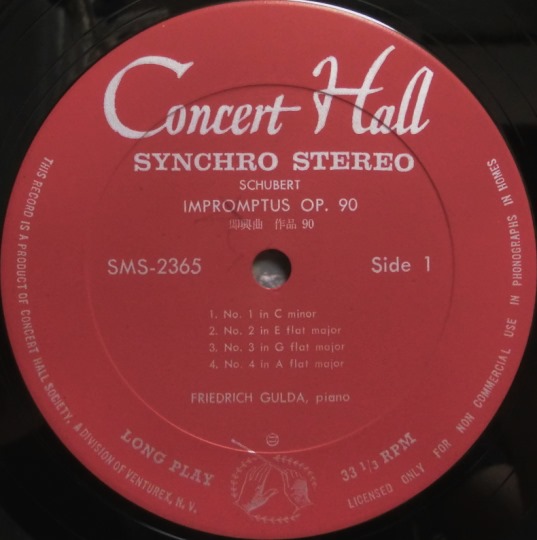 Concert Hall
SYNCHRO STEREO
SCHUBERT
IMPROMPTUS OP. 90
即興曲 作品 90
SMS-2365
Side 1
1. No. 1 in C minor
2. No. 2 in E flat major
3. No. 3 in G flat major
4. No. 4 in A flat major
FRIEDRICH GULDA, piano
LONG PLAY
33 1/3 RPM
THIS RECORD IS A PRODUCT OF CONCERT HALL SOCIETY, A DIVISION OF VENTUREX, N. V.
LICENSED ONLY FOR NON COMMERCIAL USE IN PHONOGRAPHS IN HOMES